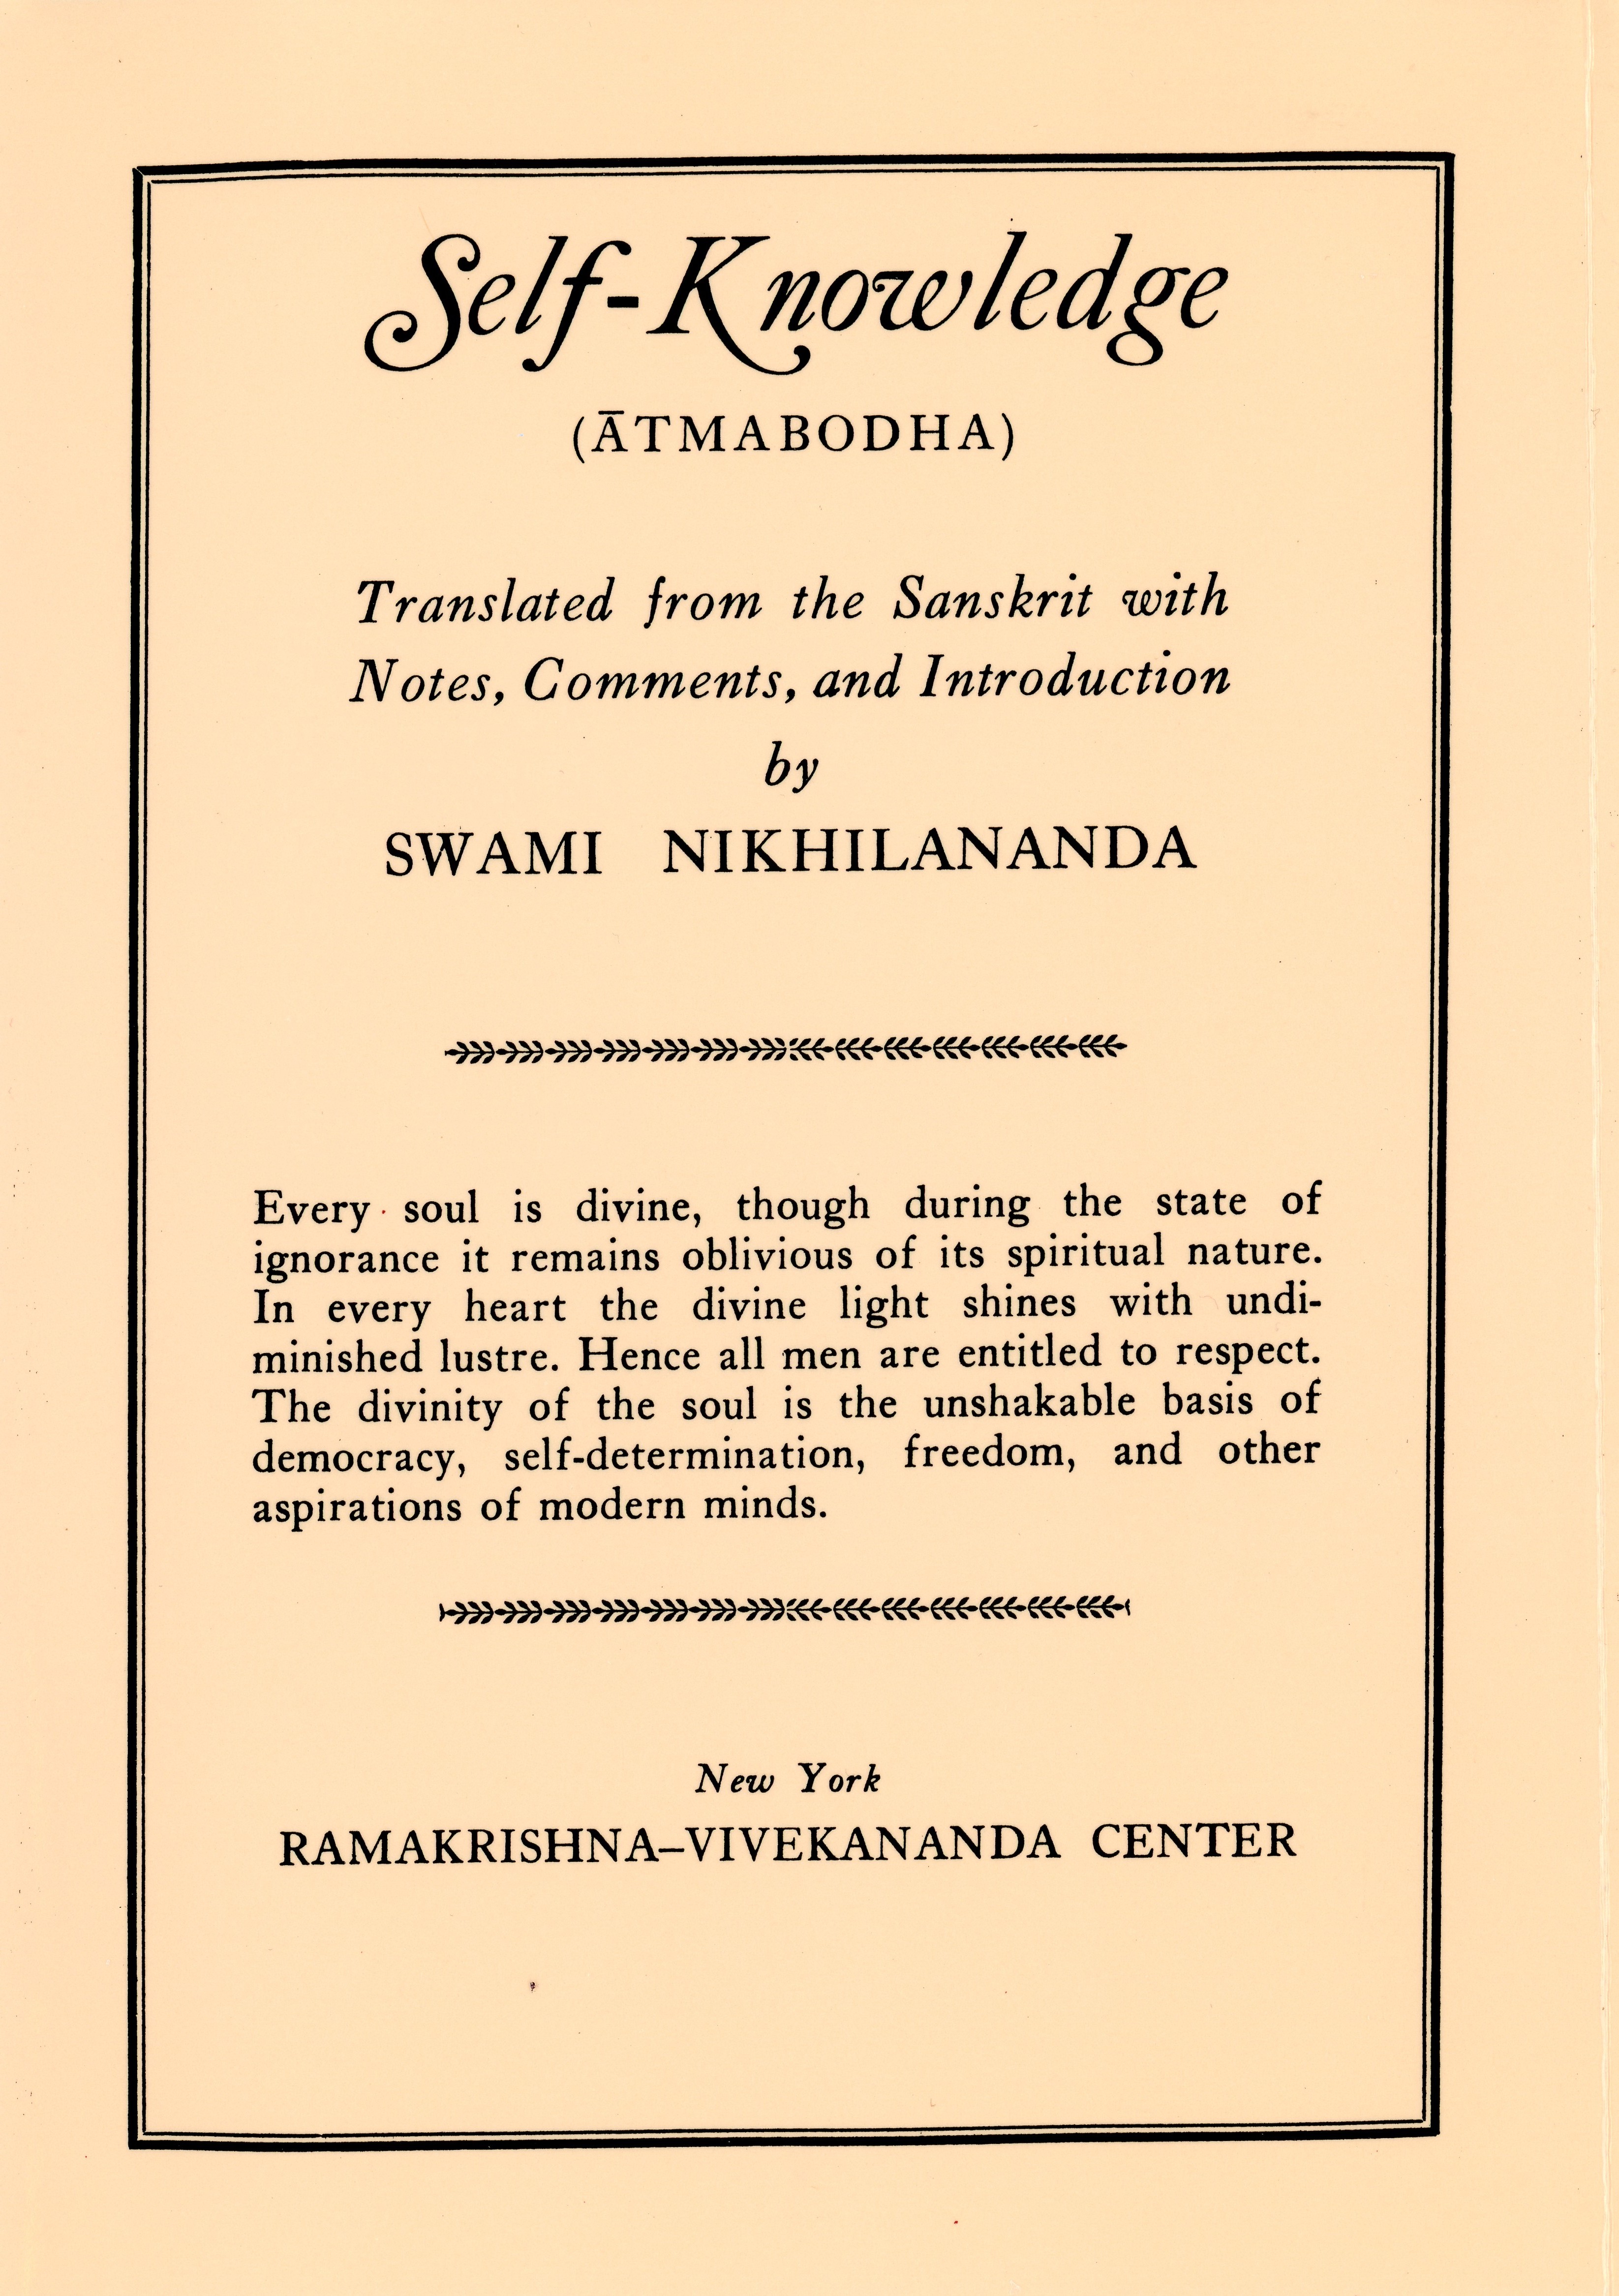 Self-Knowledge
(ĀTMABODHA)
Translated from the Sanskrit with
Notes, Comments, and Introduction
by
SWAMI NIKHILANANDA
Every soul is divine, though during the state of
ignorance it remains oblivious of its spiritual nature.
In every heart the divine light shines with undi-
minished lustre. Hence all men are entitled to respect.
The divinity of the soul is the unshakable basis of
democracy, self-determination, freedom, and other
aspirations of modern minds.
New York
RAMAKRISHNA–VIVEKANANDA CENTER